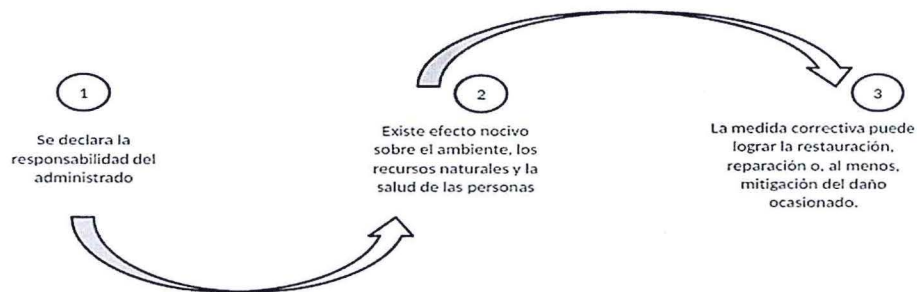 1
Se declara la
responsabilidad del
administrado
2
Existe efecto nocivo
sobre el ambiente, los
recursos naturales y la
salud de las personas
3
La medida correctiva puede
lograr la restauración,
reparación o, al menos,
mitigación del daño
ocasionado.